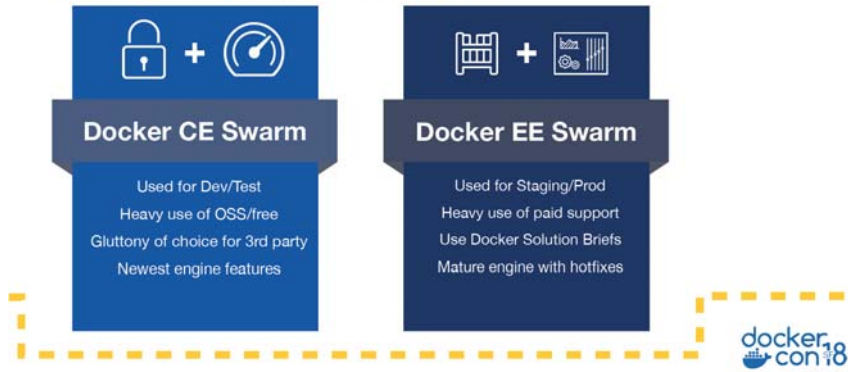 Docker CE Swarm
Used for Dev/Test
Heavy use of OSS/free
Gluttony of choice for 3rd party
Newest engine features
Docker EE Swarm
Used for Staging/Prod
Heavy use of paid support
Use Docker Solution Briefs
Mature engine with hotfixes
docker
con 18